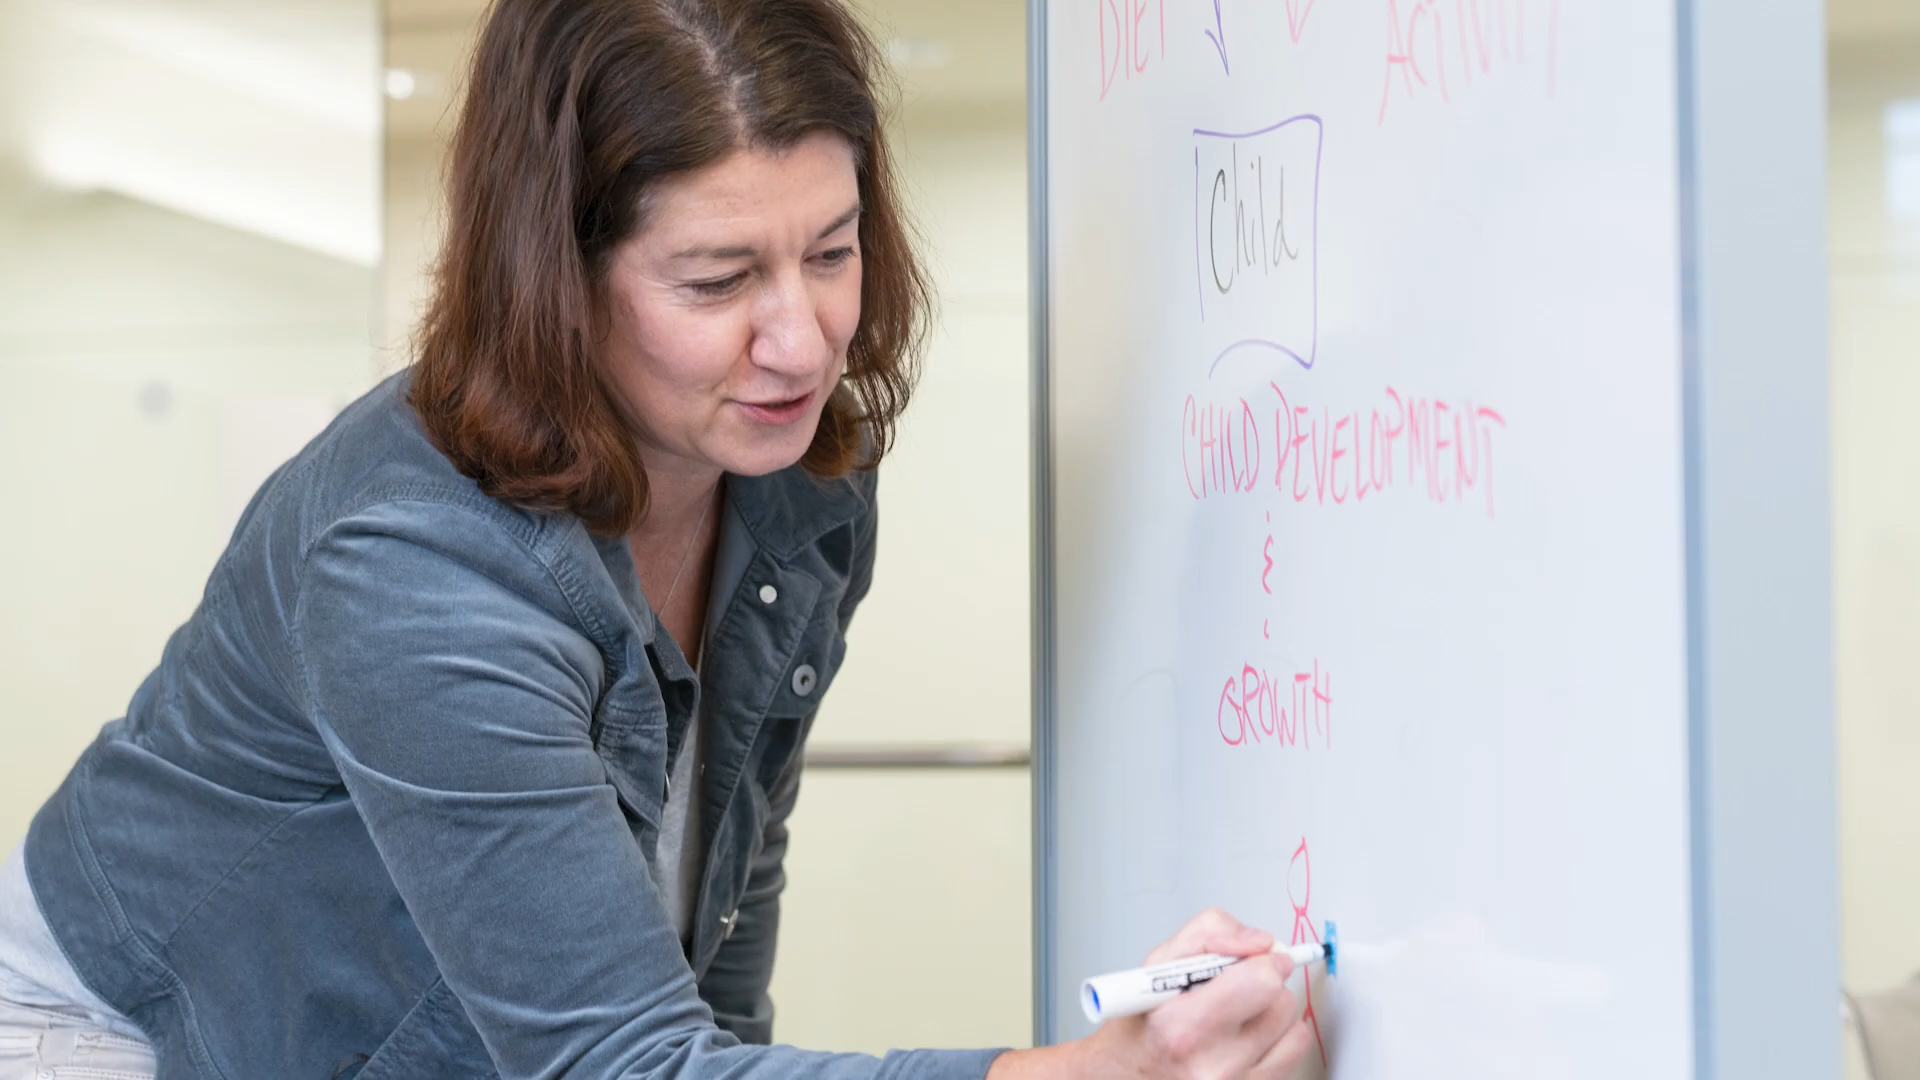 DIET ACTIVITY
Child
CHILD DEVELOPMENT
&
GROWTH